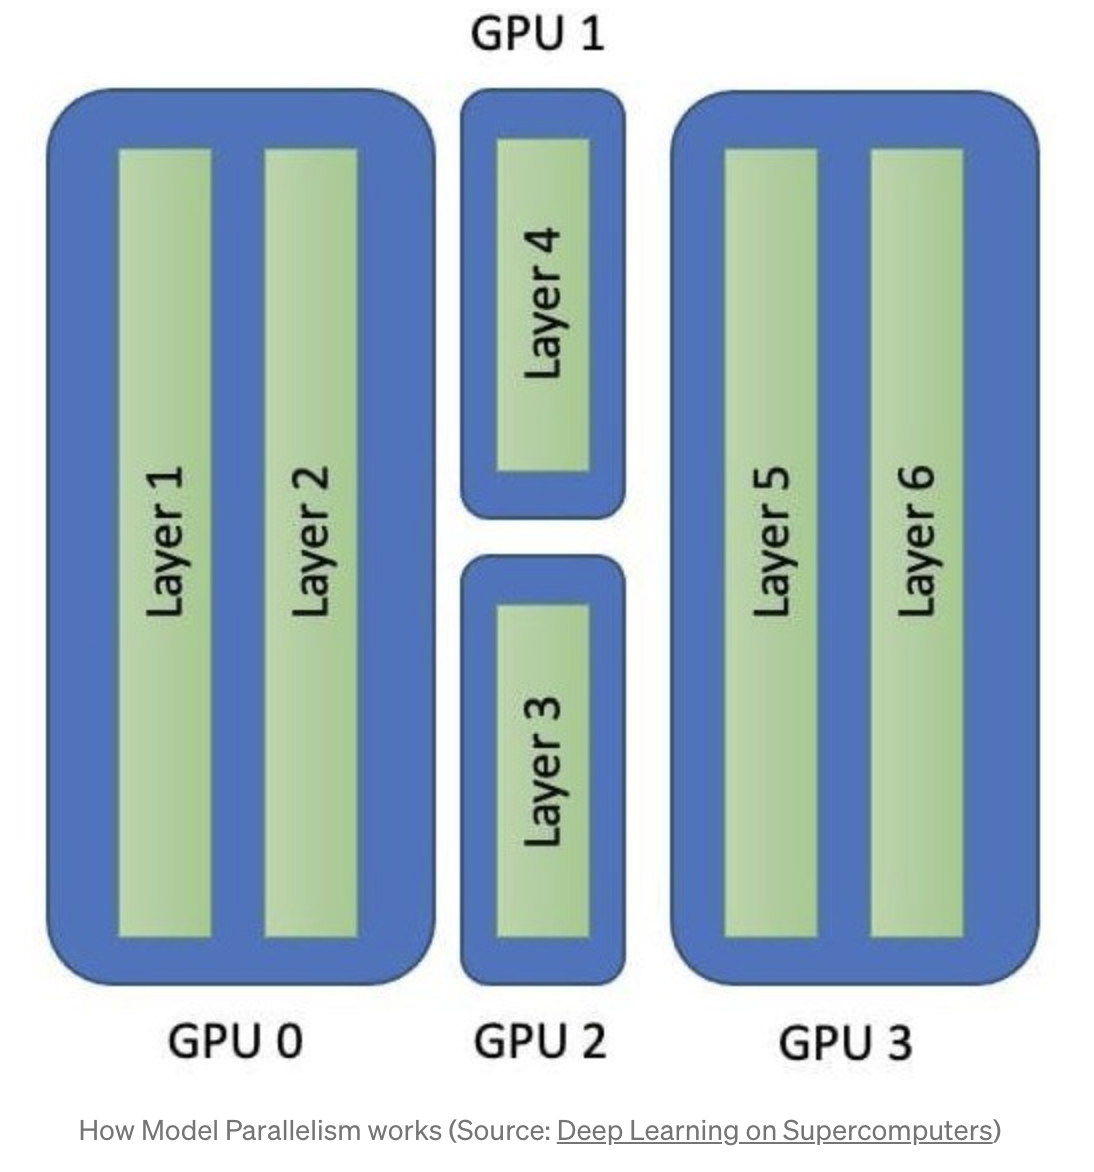 GPU 1
Layer 1
Layer 2
Layer 4
Layer 3
Layer 5
Layer 6
GPU 0
GPU 2
GPU 3
How Model Parallelism works (Source: Deep Learning on Supercomputers)